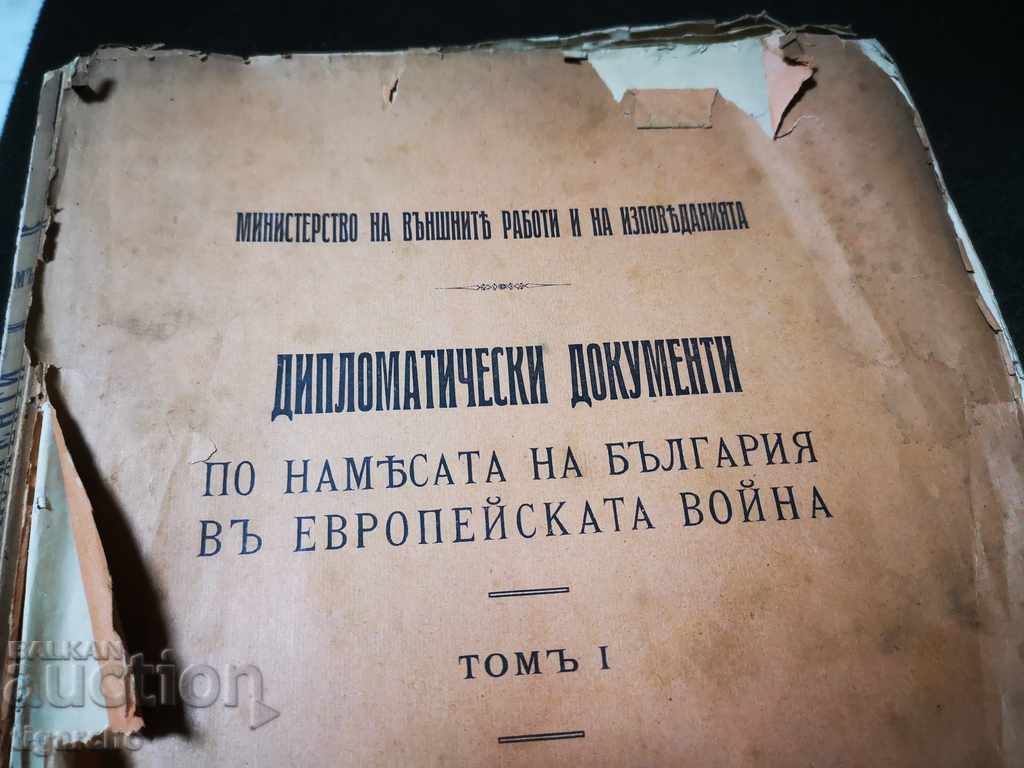 МИНИСТЕРСТВО НА ВЪНШНИТѢ РАБОТИ И НА ИЗПОВѢДАНИЯТА
ДИПЛОМАТИЧЕСКИ ДОКУМЕНТИ
ПО НАМѢСАТА НА БЪЛГАРИЯ
ВЪ ЕВРОПЕЙСКАТА ВОЙНА
ТОМЪ I
BALKAN
auction